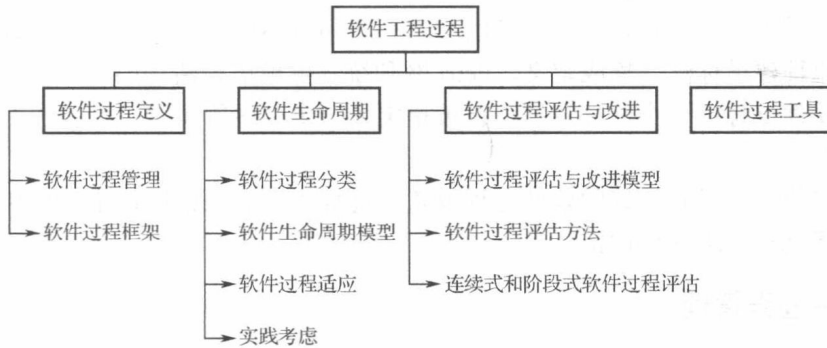 软件工程过程
软件过程定义
软件生命周期
软件过程评估与改进
软件过程工具
软件过程管理
软件过程框架
软件过程分类
软件生命周期模型
软件过程适应
实践考虑
软件过程评估与改进模型
软件过程评估方法
连续式和阶段式软件过程评估